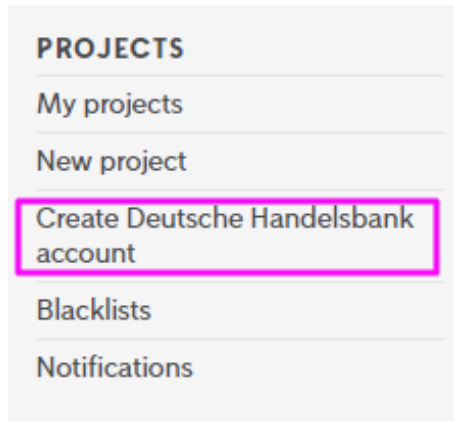 PROJECTS
My projects
New project
Create Deutsche Handelsbank
account
Blacklists
Notifications